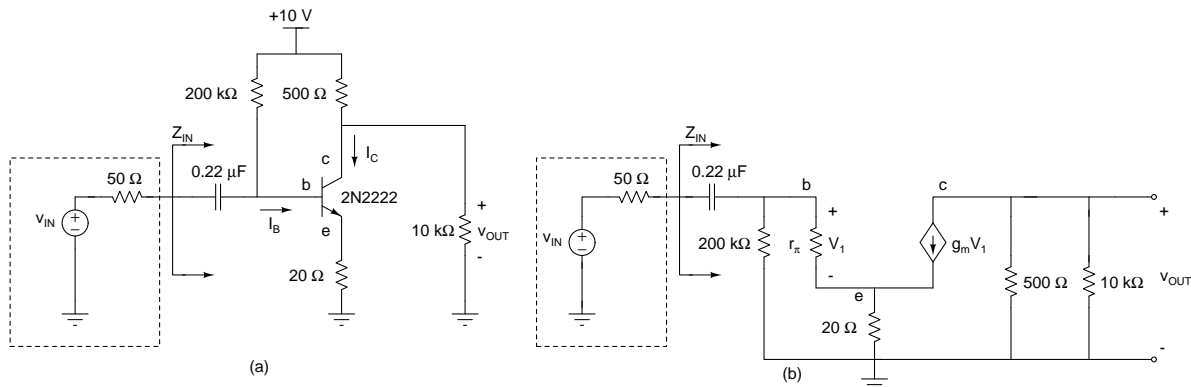 +10 V
200 kΩ
500 Ω
Z_IN
I_C
0.22 μF
c
50 Ω
b
2N2222
v_IN
+
-
I_B
e
10 kΩ
+
v_OUT
-
20 Ω
(a)
Z_IN
0.22 μF
50 Ω
b
c
+
v_IN
+
-
200 kΩ
r_π
V_1
-
g_mV_1
e
20 Ω
500 Ω
10 kΩ
+
v_OUT
-
(b)